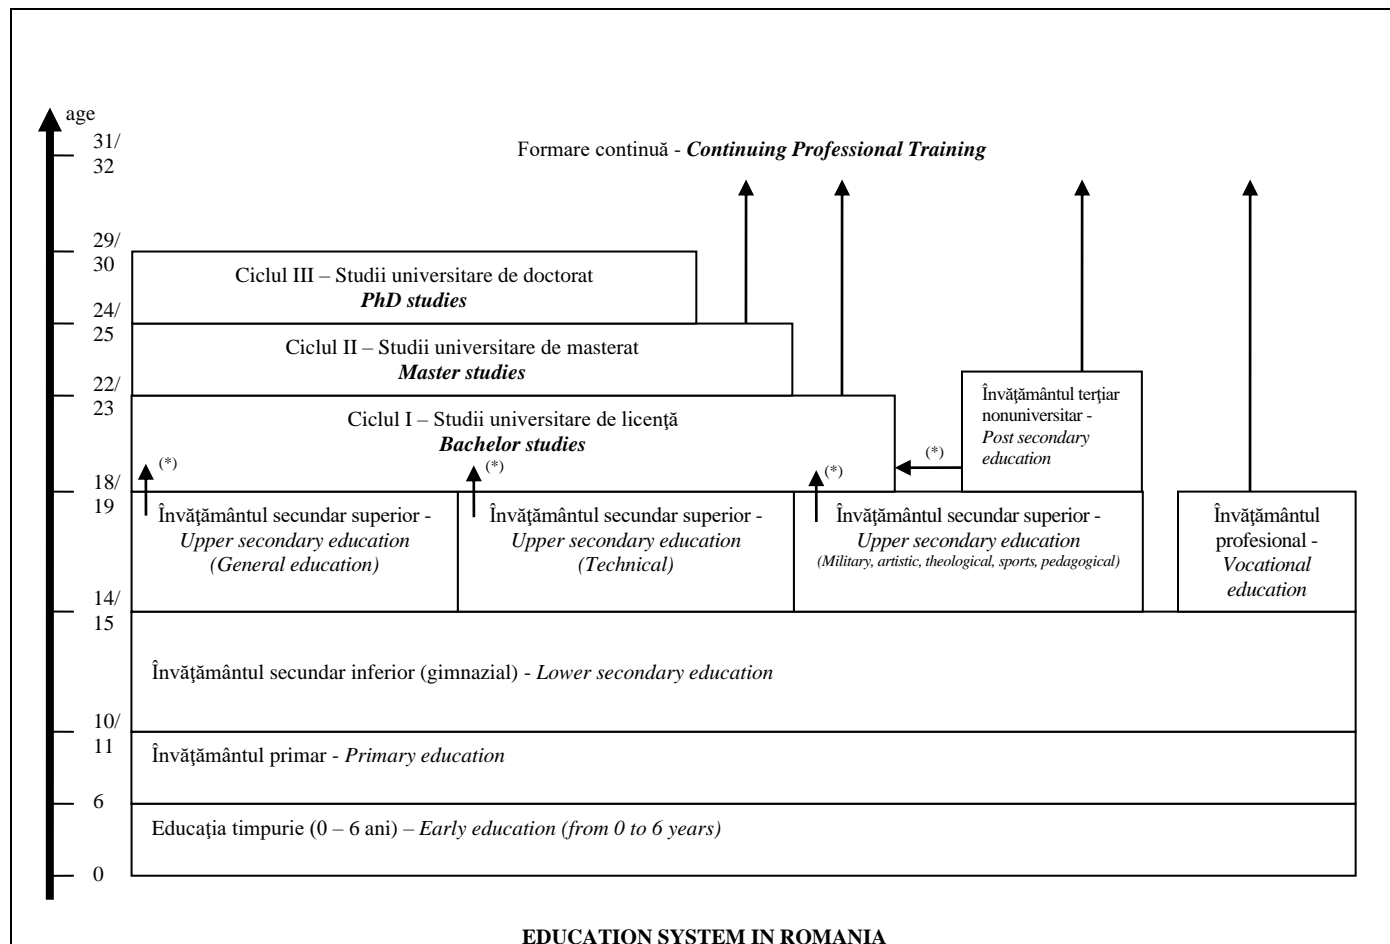 age
31/
32
Formare continuă - Continuing Professional Training
29/
30
Ciclul III – Studii universitare de doctorat
PhD studies
24/
25
Ciclul II – Studii universitare de masterat
Master studies
22/
23
Ciclul I – Studii universitare de licenţă
Bachelor studies
Învăţământul terţiar
nonuniversitar -
Post secondary
education
(*)
(*)
(*)
(*)
18/
19
Învăţământul secundar superior -
Upper secondary education
(General education)
Învăţământul secundar superior -
Upper secondary education
(Technical)
Învăţământul secundar superior -
Upper secondary education
(Military, artistic, theological, sports, pedagogical)
Învăţământul
profesional -
Vocational
education
14/
15
Învăţământul secundar inferior (gimnazial) - Lower secondary education
10/
11
Învăţământul primar - Primary education
6
Educaţia timpurie (0 – 6 ani) – Early education (from 0 to 6 years)
0
EDUCATION SYSTEM IN ROMANIA